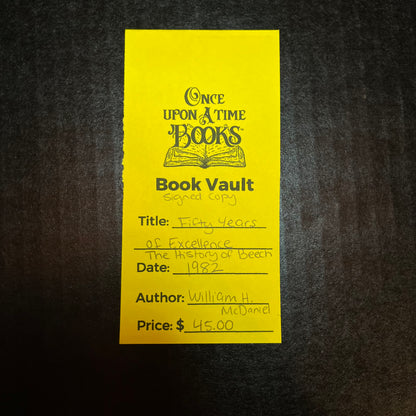 ONCE
UPON A TIME
BOOKS™
Book Vault
Signed Copy
Title: Fifty Years
of Excellence
The History of Beech
Date: 1982
Author: William H.
McDaniel
Price: $ 45.00